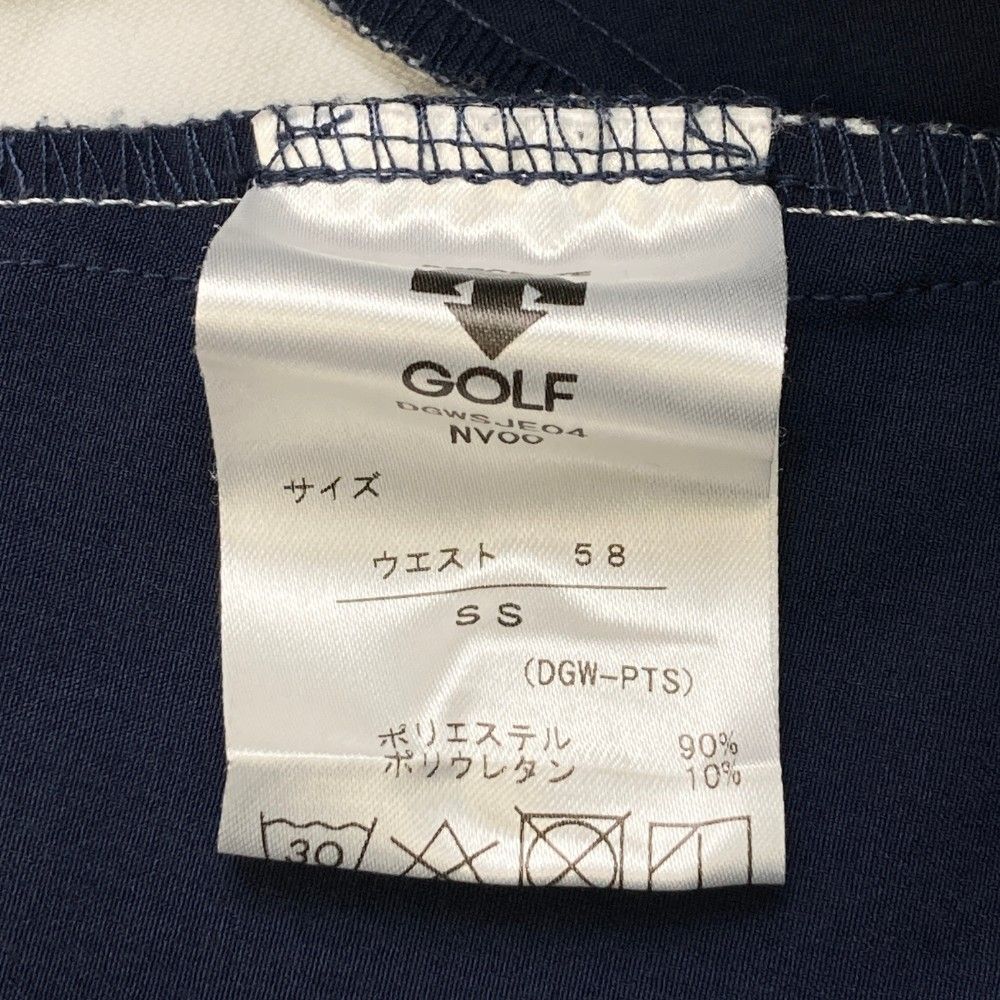 GOLF
DGWSJE04
NV00
サイズ
ウエスト 58
SS
(DGW-PTS)
ポリエステル 90%
ポリウレタン 10%
30